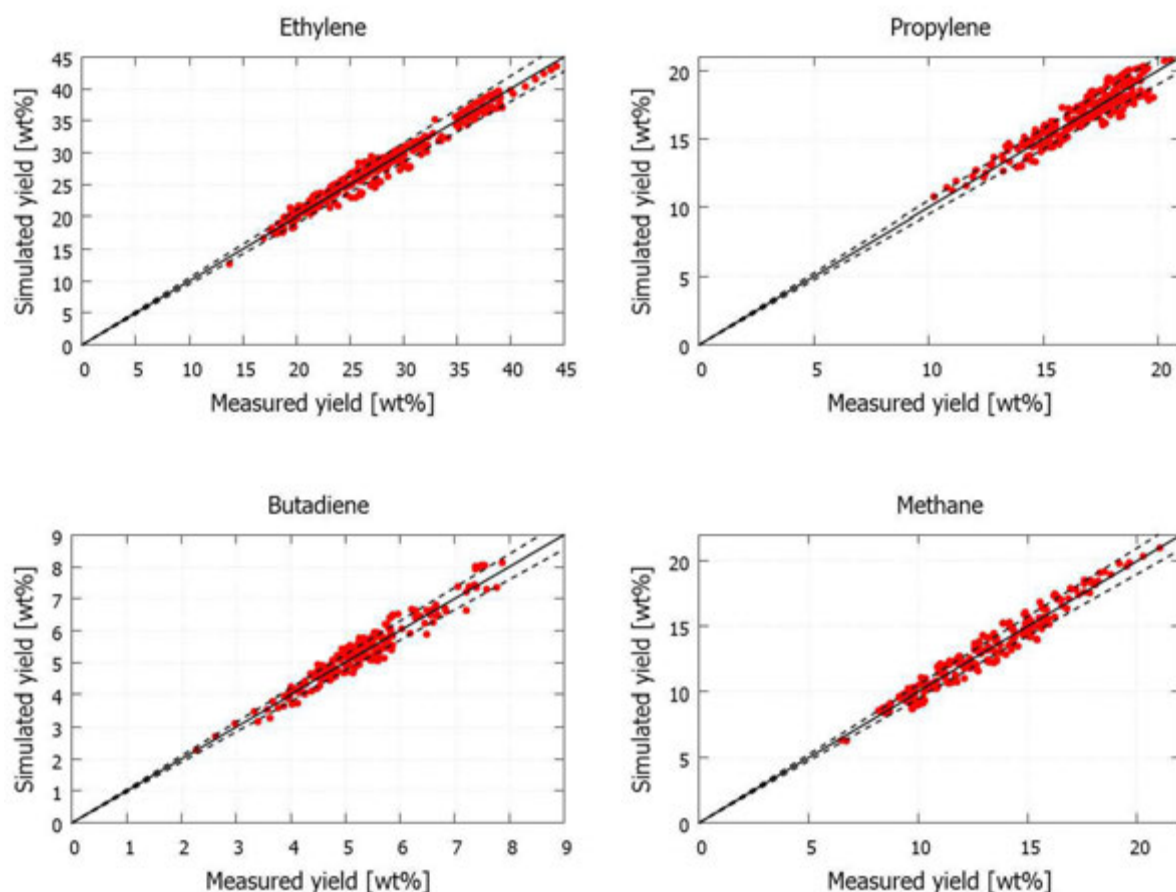 Ethylene
Simulated yield [wt%]
45
40
35
30
25
20
15
10
5
0
0 5 10 15 20 25 30 35 40 45
Measured yield [wt%]
Propylene
Simulated yield [wt%]
20
15
10
5
0
0 5 10 15 20
Measured yield [wt%]
Butadiene
Simulated yield [wt%]
9
8
7
6
5
4
3
2
1
0
0 1 2 3 4 5 6 7 8 9
Measured yield [wt%]
Methane
Simulated yield [wt%]
20
15
10
5
0
0 5 10 15 20
Measured yield [wt%]